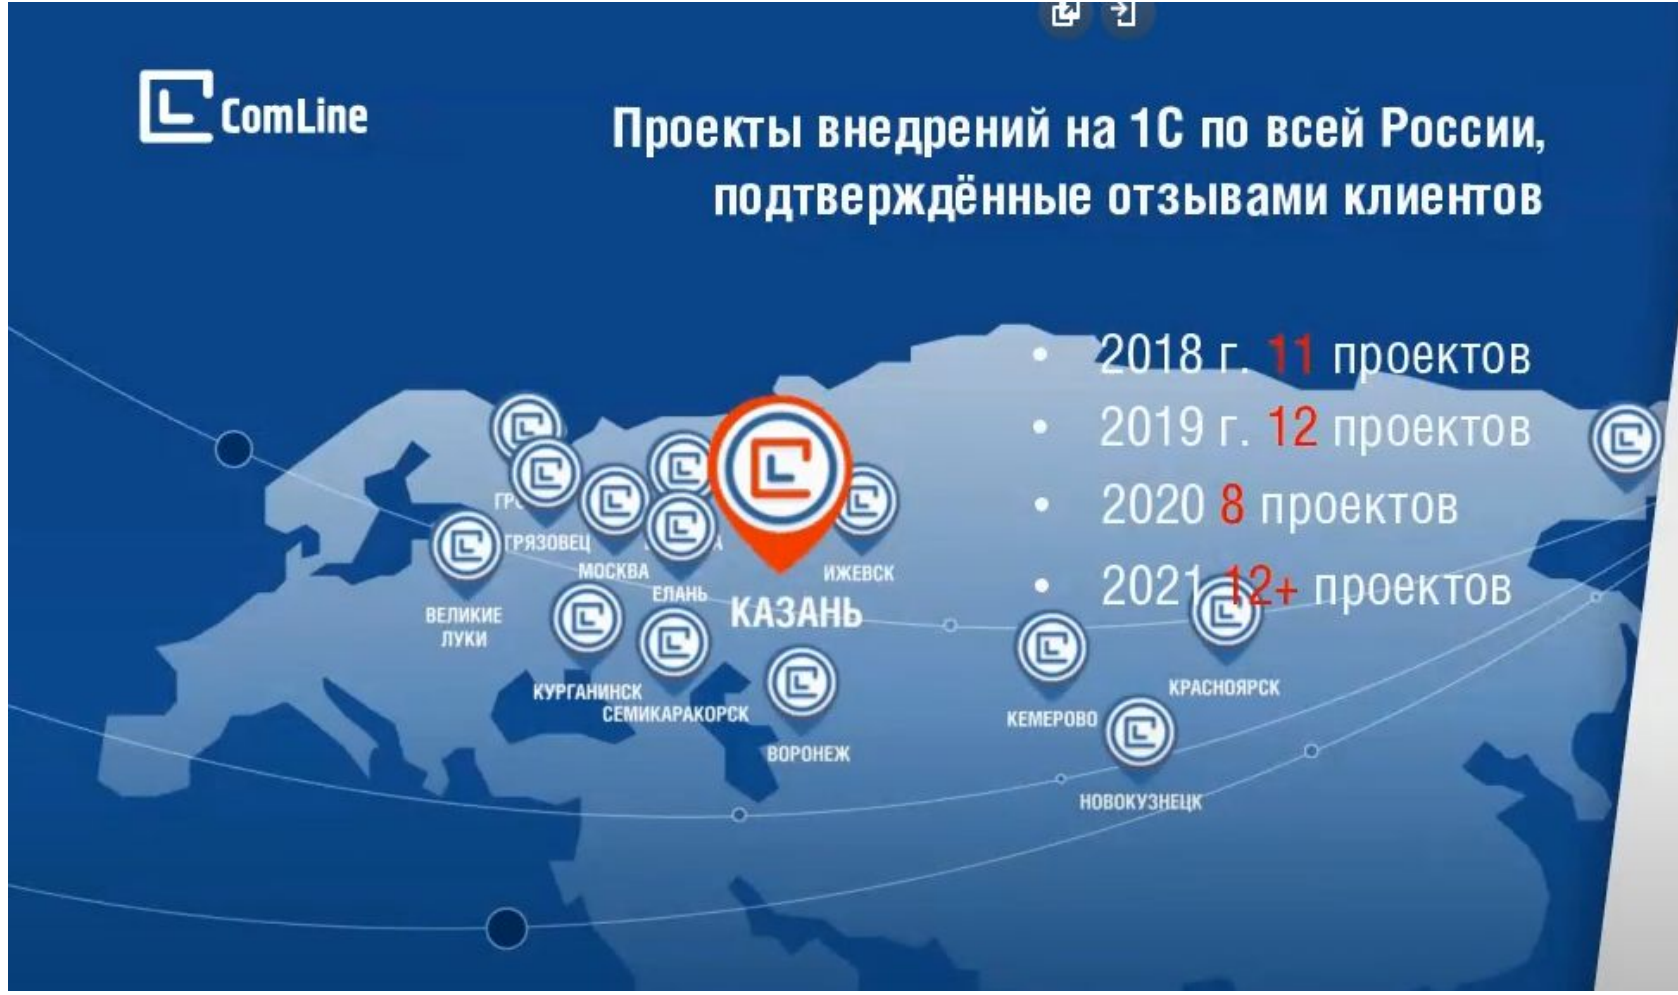 ComLine
Проекты внедрений на 1С по всей России,
подтверждённые отзывами клиентов
• 2018 г. 11 проектов
• 2019 г. 12 проектов
• 2020 8 проектов
• 2021 12+ проектов
ГРЯЗОВЕЦ
МОСКВА
ЕЛАНЬ
КАЗАНЬ
ИЖЕВСК
ВЕЛИКИЕ
ЛУКИ
КУРГАНИНСК
СЕМИКАРАКОРСК
ВОРОНЕЖ
КЕМЕРОВО
КРАСНОЯРСК
НОВОКУЗНЕЦК